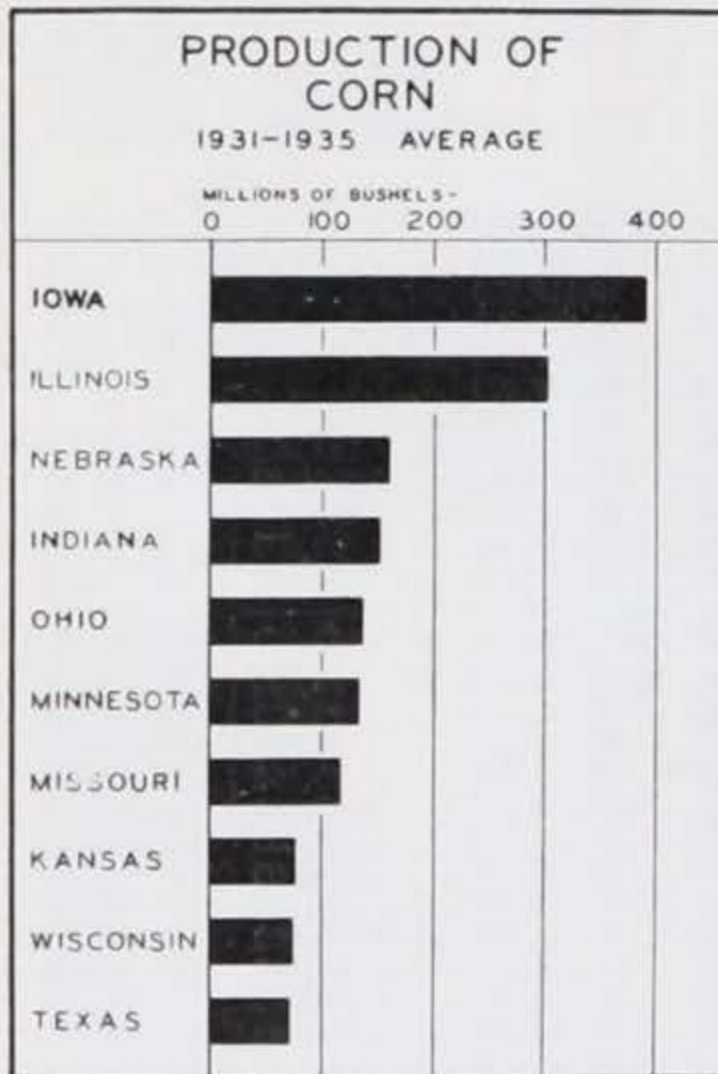 PRODUCTION OF
CORN
1931-1935 AVERAGE
MILLIONS OF BUSHELS-
0 100 200 300 400
IOWA
ILLINOIS
NEBRASKA
INDIANA
OHIO
MINNESOTA
MISSOURI
KANSAS
WISCONSIN
TEXAS